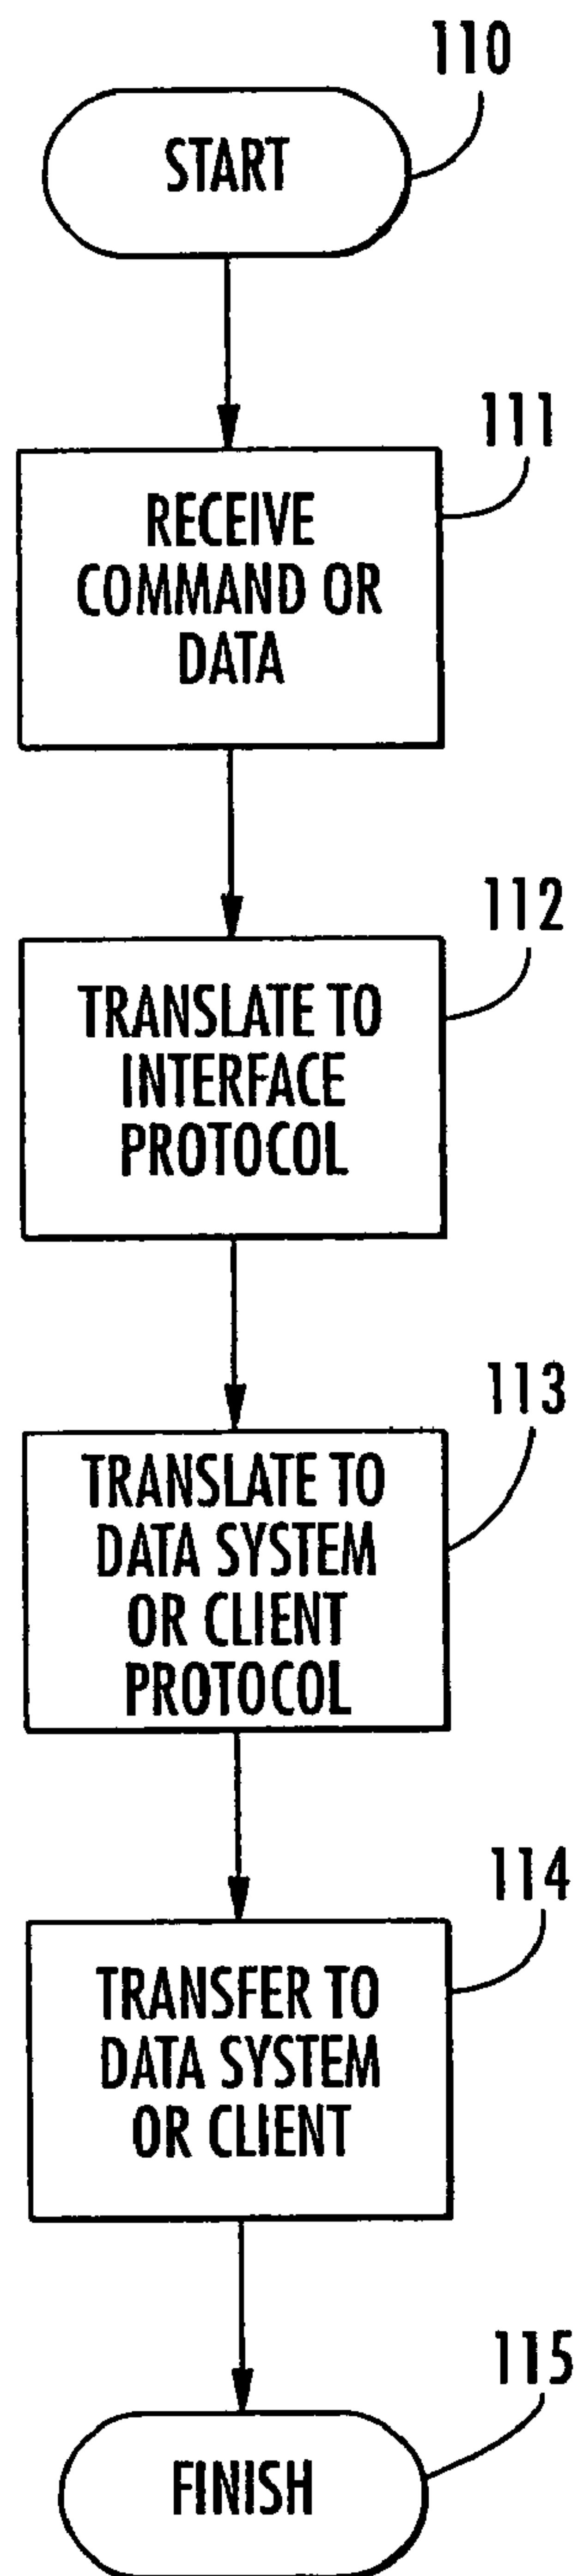 110
START
111
RECEIVE
COMMAND OR
DATA
112
TRANSLATE TO
INTERFACE
PROTOCOL
113
TRANSLATE TO
DATA SYSTEM
OR CLIENT
PROTOCOL
114
TRANSFER TO
DATA SYSTEM
OR CLIENT
115
FINISH